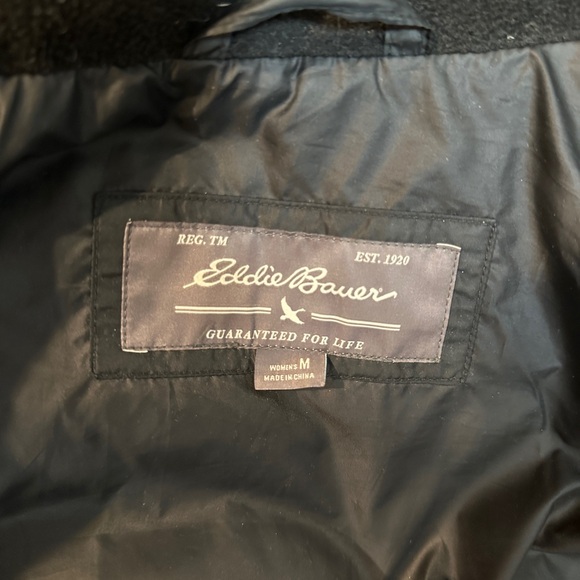 REG. TM EST. 1920
Eddie Bauer
GUARANTEED FOR LIFE
WOMENS M
MADE IN CHINA